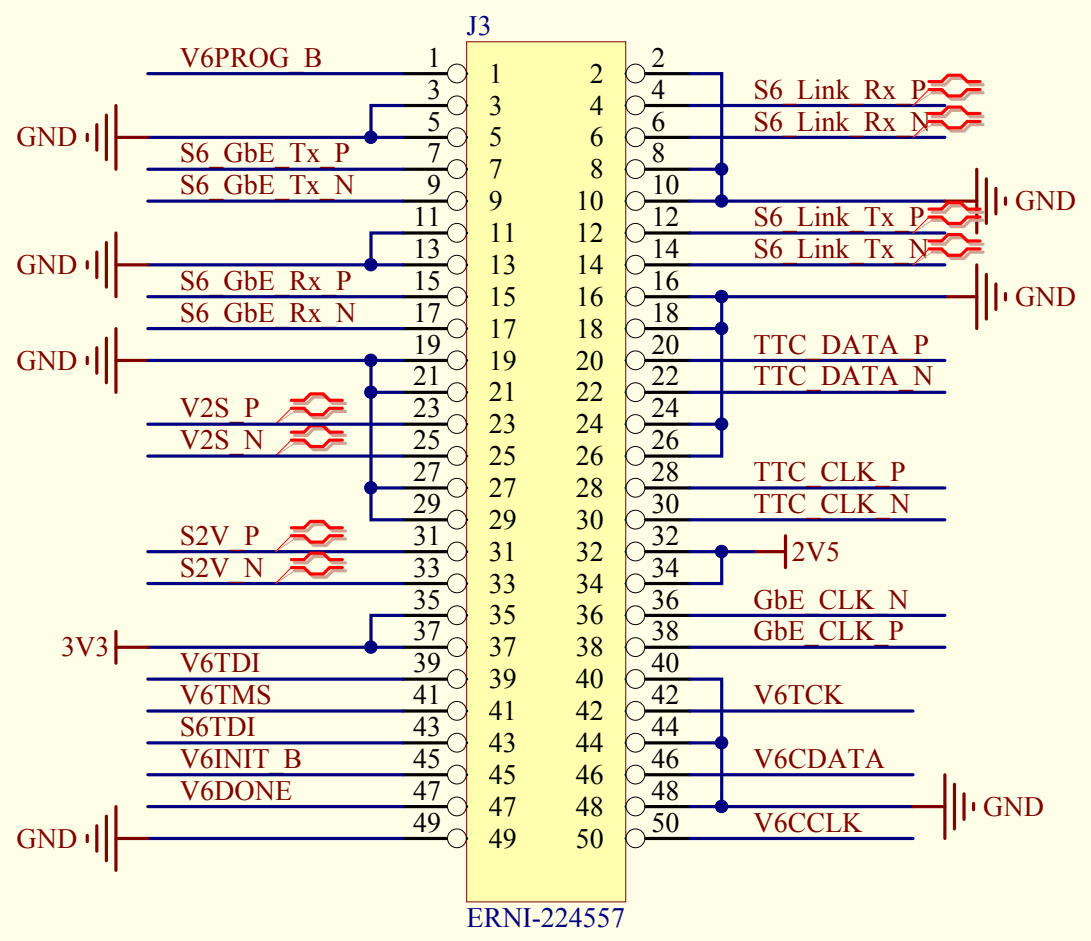 J3
V6PROG_B 1 1 2 2
3 3 4 4 S6_Link_Rx_P
GND 5 5 6 6 S6_Link_Rx_N
S6_GbE_Tx_P 7 7 8 8
S6_GbE_Tx_N 9 9 10 10 GND
11 11 12 12 S6_Link_Tx_P
GND 13 13 14 14 S6_Link_Tx_N
S6_GbE_Rx_P 15 15 16 16 GND
S6_GbE_Rx_N 17 17 18 18
GND 19 19 20 20 TTC_DATA_P
21 21 22 22 TTC_DATA_N
V2S_P 23 23 24 24
V2S_N 25 25 26 26
27 27 28 28 TTC_CLK_P
29 29 30 30 TTC_CLK_N
S2V_P 31 31 32 32 2V5
S2V_N 33 33 34 34
35 35 36 36 GbE_CLK_N
3V3 37 37 38 38 GbE_CLK_P
V6TDI 39 39 40 40
V6TMS 41 41 42 42 V6TCK
S6TDI 43 43 44 44
V6INIT_B 45 45 46 46 V6CDATA
V6DONE 47 47 48 48 GND
GND 49 49 50 50 V6CCLK
ERNI-224557